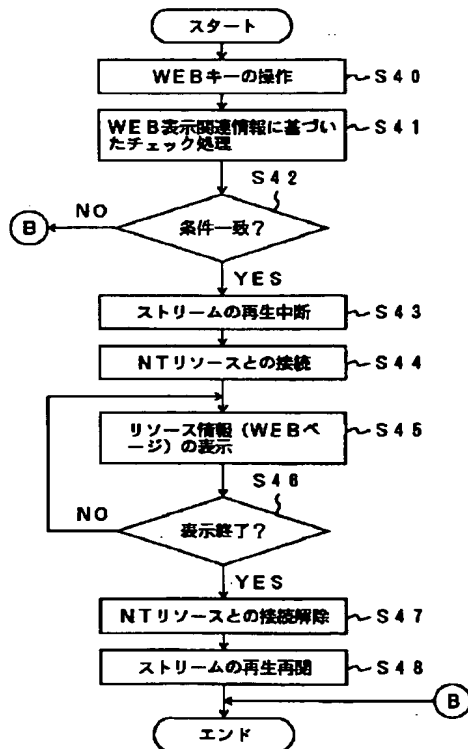 スタート
WEBキーの操作
S40
WEB表示関連情報に基づい
たチェック処理
S41
S42
条件一致?
NO
B
YES
ストリームの再生中断
S43
NTリソースとの接続
S44
リソース情報(WEBペ
ージ)の表示
S45
S46
表示終了?
NO
YES
NTリソースとの接続解除
S47
ストリームの再生再開
S48
B
エンド